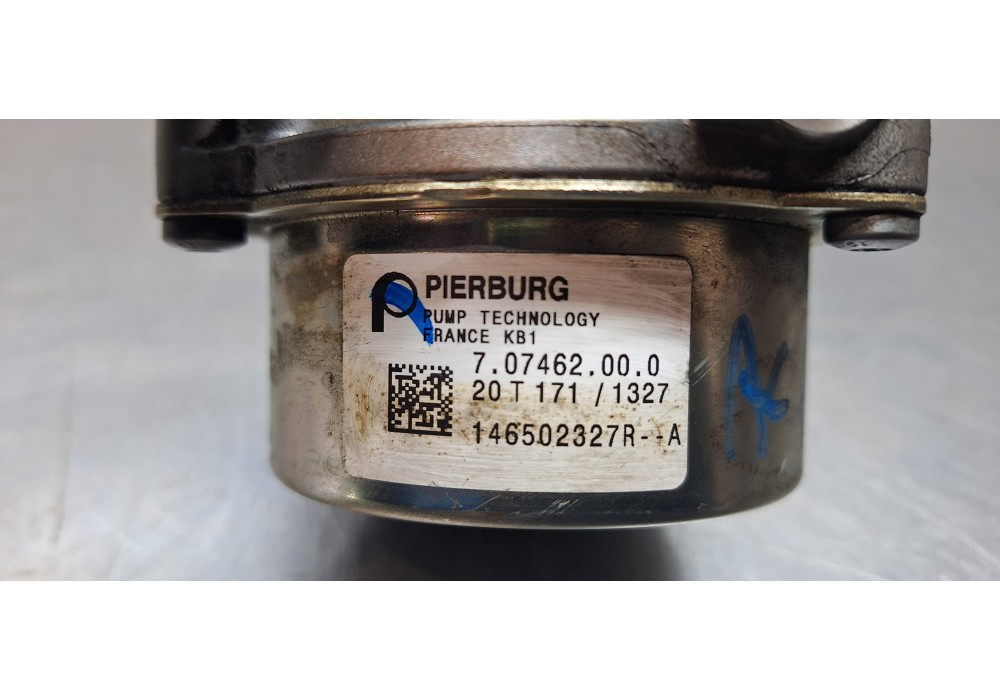 PIERBURG
PUMP TECHNOLOGY
FRANCE KB1
7.07462.00.0
20 T 171 / 1327
146502327R--A